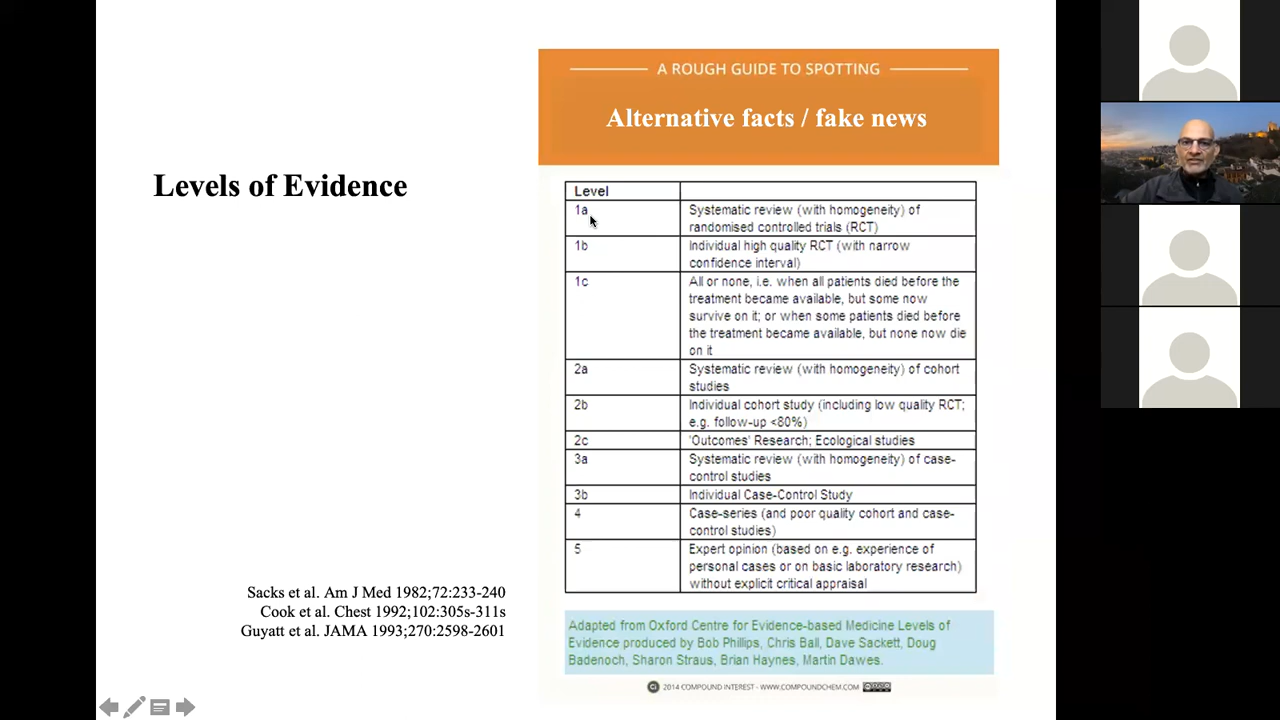 A ROUGH GUIDE TO SPOTTING
Alternative facts / fake news
Levels of Evidence
Level
1a
Systematic review (with homogeneity) of
randomised controlled trials (RCT)
1b
Individual high quality RCT (with narrow
confidence interval)
1c
All or none, i.e. when all patients died before the
treatment became available, but some now
survive on it; or when some patients died before
the treatment became available, but none now die
on it
2a
Systematic review (with homogeneity) of cohort
studies
2b
Individual cohort study (including low quality RCT;
e.g. follow-up <80%)
2c
'Outcomes' Research; Ecological studies
3a
Systematic review (with homogeneity) of case-
control studies
3b
Individual Case-Control Study
4
Case-series (and poor quality cohort and case-
control studies)
5
Expert opinion (based on e.g. experience of
personal cases or on basic laboratory research)
without explicit critical appraisal
Sacks et al. Am J Med 1982;72:233-240
Cook et al. Chest 1992;102:305s-311s
Guyatt et al. JAMA 1993;270:2598-2601
Adapted from Oxford Centre for Evidence-based Medicine Levels of
Evidence produced by Bob Phillips, Chris Ball, Dave Sackett, Doug
Badenoch, Sharon Straus, Brian Haynes, Martin Dawes.
Ci 2014 COMPOUND INTEREST - WWW.COMPOUNDCHEM.COM